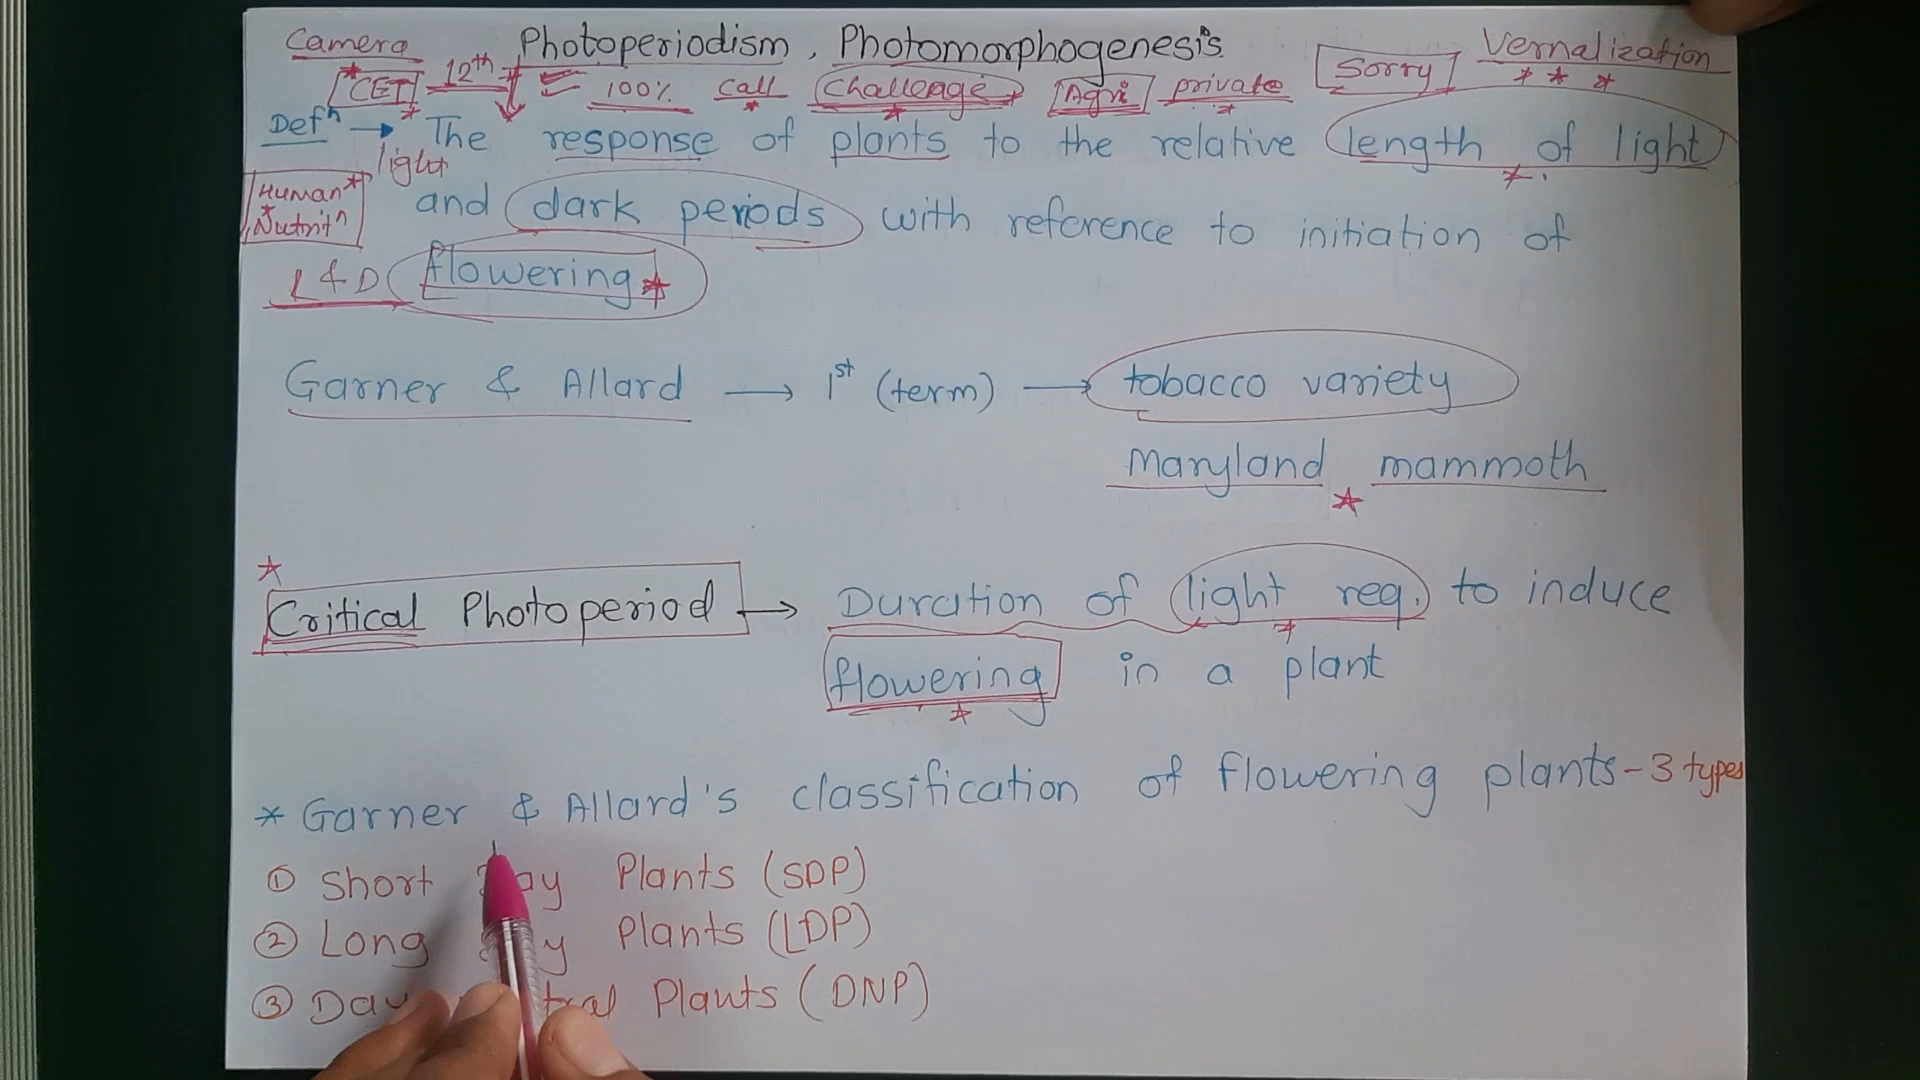 Camera Photoperiodism, Photomorphogenesis Vernalization
CET 12th 100% call Challenge Agri private Sorry
Defn → The response of plants to the relative length of light
light
Human and dark periods with reference to initiation of
Nutritn
L & D flowering
Garner & Allard → 1st (term) → tobacco variety
Maryland mammoth
Critical Photoperiod → Duration of light req. to induce
flowering in a plant
* Garner & Allard's classification of flowering plants - 3 types
① Short Day Plants (SDP)
② Long Plants (LDP)
③ Day Plants (DNP)